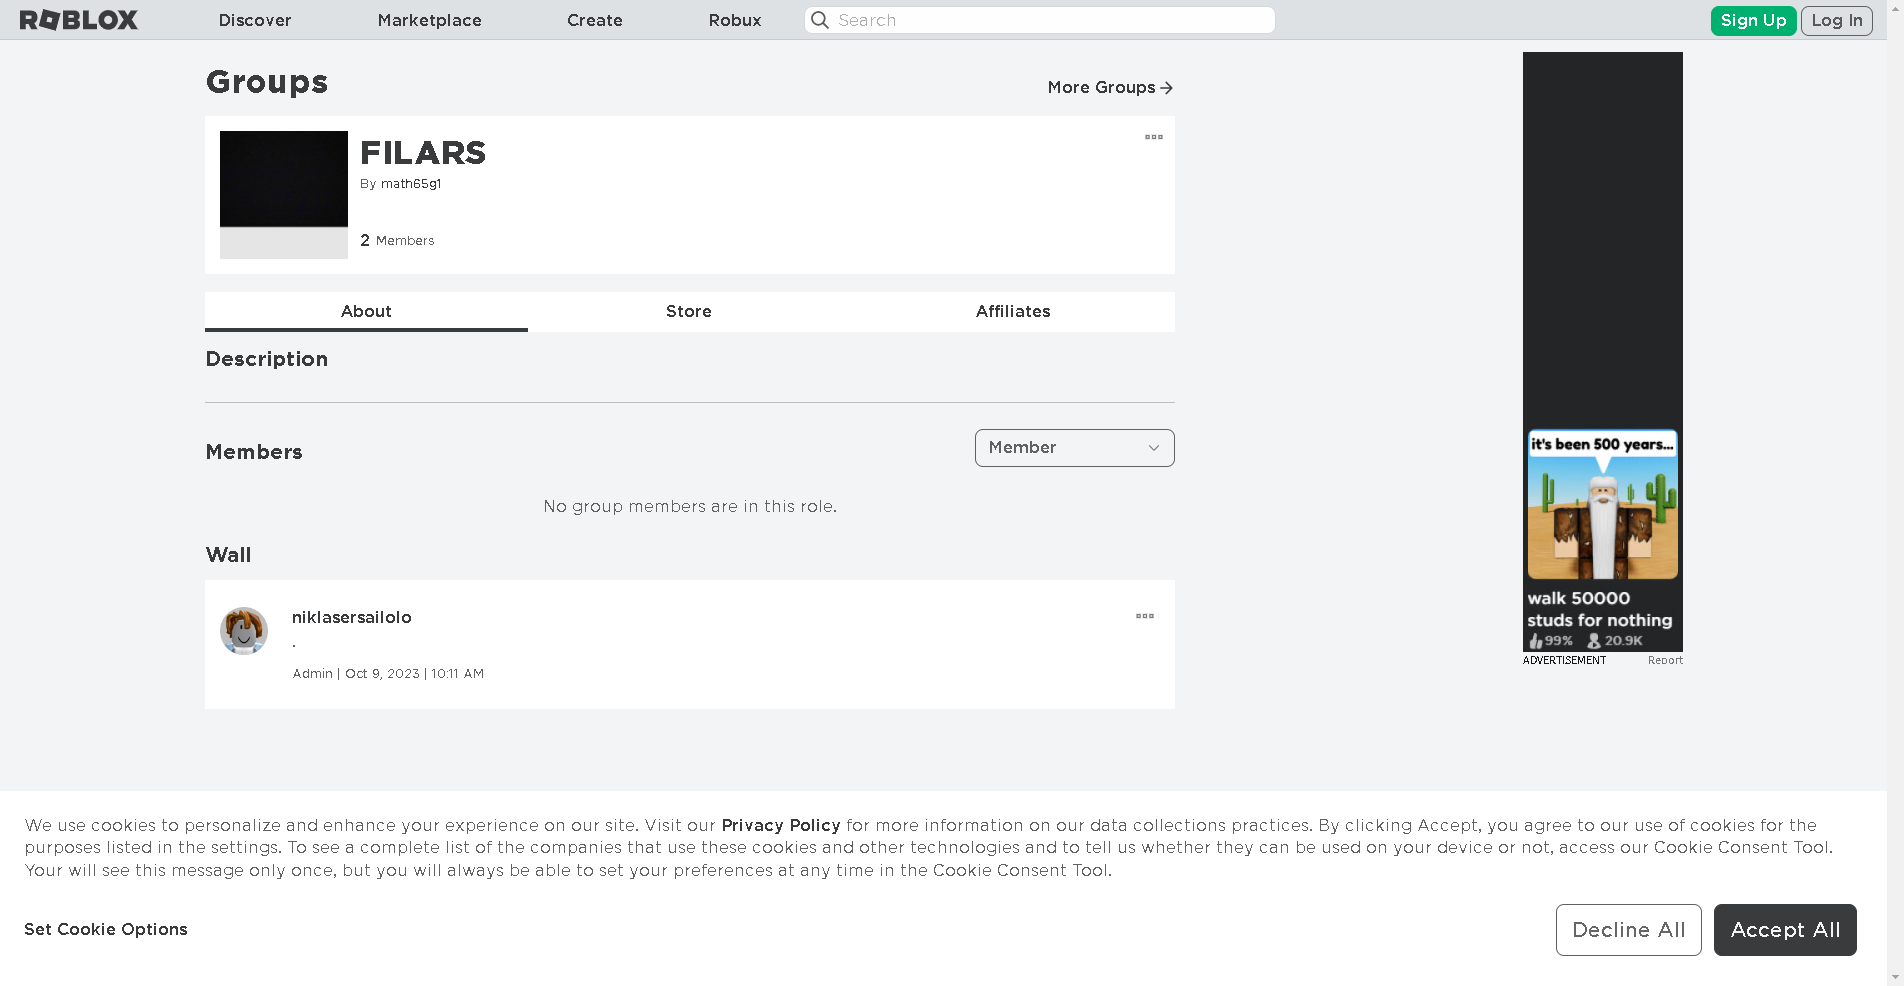 ROBLOX Discover Marketplace Create Robux Search Sign Up Log In
Groups
More Groups
FILARS
By math65g1
2 Members
About Store Affiliates
Description
Members
Member
No group members are in this role.
Wall
niklasersailolo
.
Admin | Oct 9, 2023 | 10:11 AM
it's been 500 years...
walk 50000
studs for nothing
99% 20.9K
ADVERTISEMENT Report
We use cookies to personalize and enhance your experience on our site. Visit our Privacy Policy for more information on our data collections practices. By clicking Accept, you agree to our use of cookies for the
purposes listed in the settings. To see a complete list of the companies that use these cookies and other technologies and to tell us whether they can be used on your device or not, access our Cookie Consent Tool.
Your will see this message only once, but you will always be able to set your preferences at any time in the Cookie Consent Tool.
Set Cookie Options
Decline All Accept All